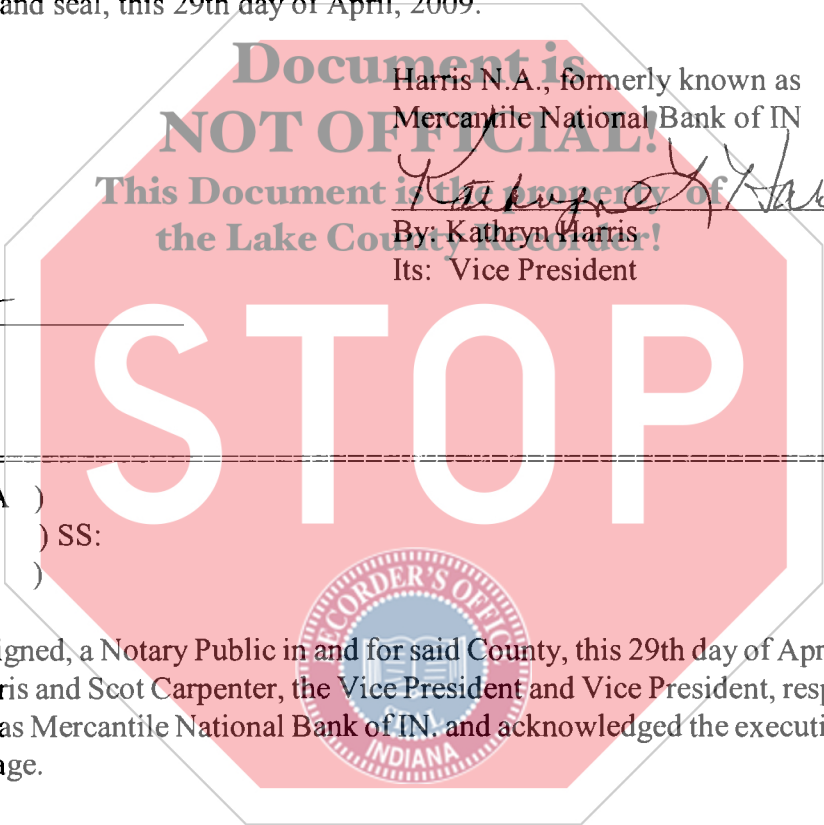 and seal, this 29th day of April, 2009.
Document is
NOT OFFICIAL!
This Document is the property of
the Lake County Recorder!
Harris N.A., formerly known as
Mercantile National Bank of IN
By: Kathryn Harris
Its: Vice President
STOP
A )
) SS:
)
RECORDER'S OFFICE
SEAL
INDIANA
igned, a Notary Public in and for said County, this 29th day of Apr
ris and Scot Carpenter, the Vice President and Vice President, resp
as Mercantile National Bank of IN. and acknowledged the executi
age.